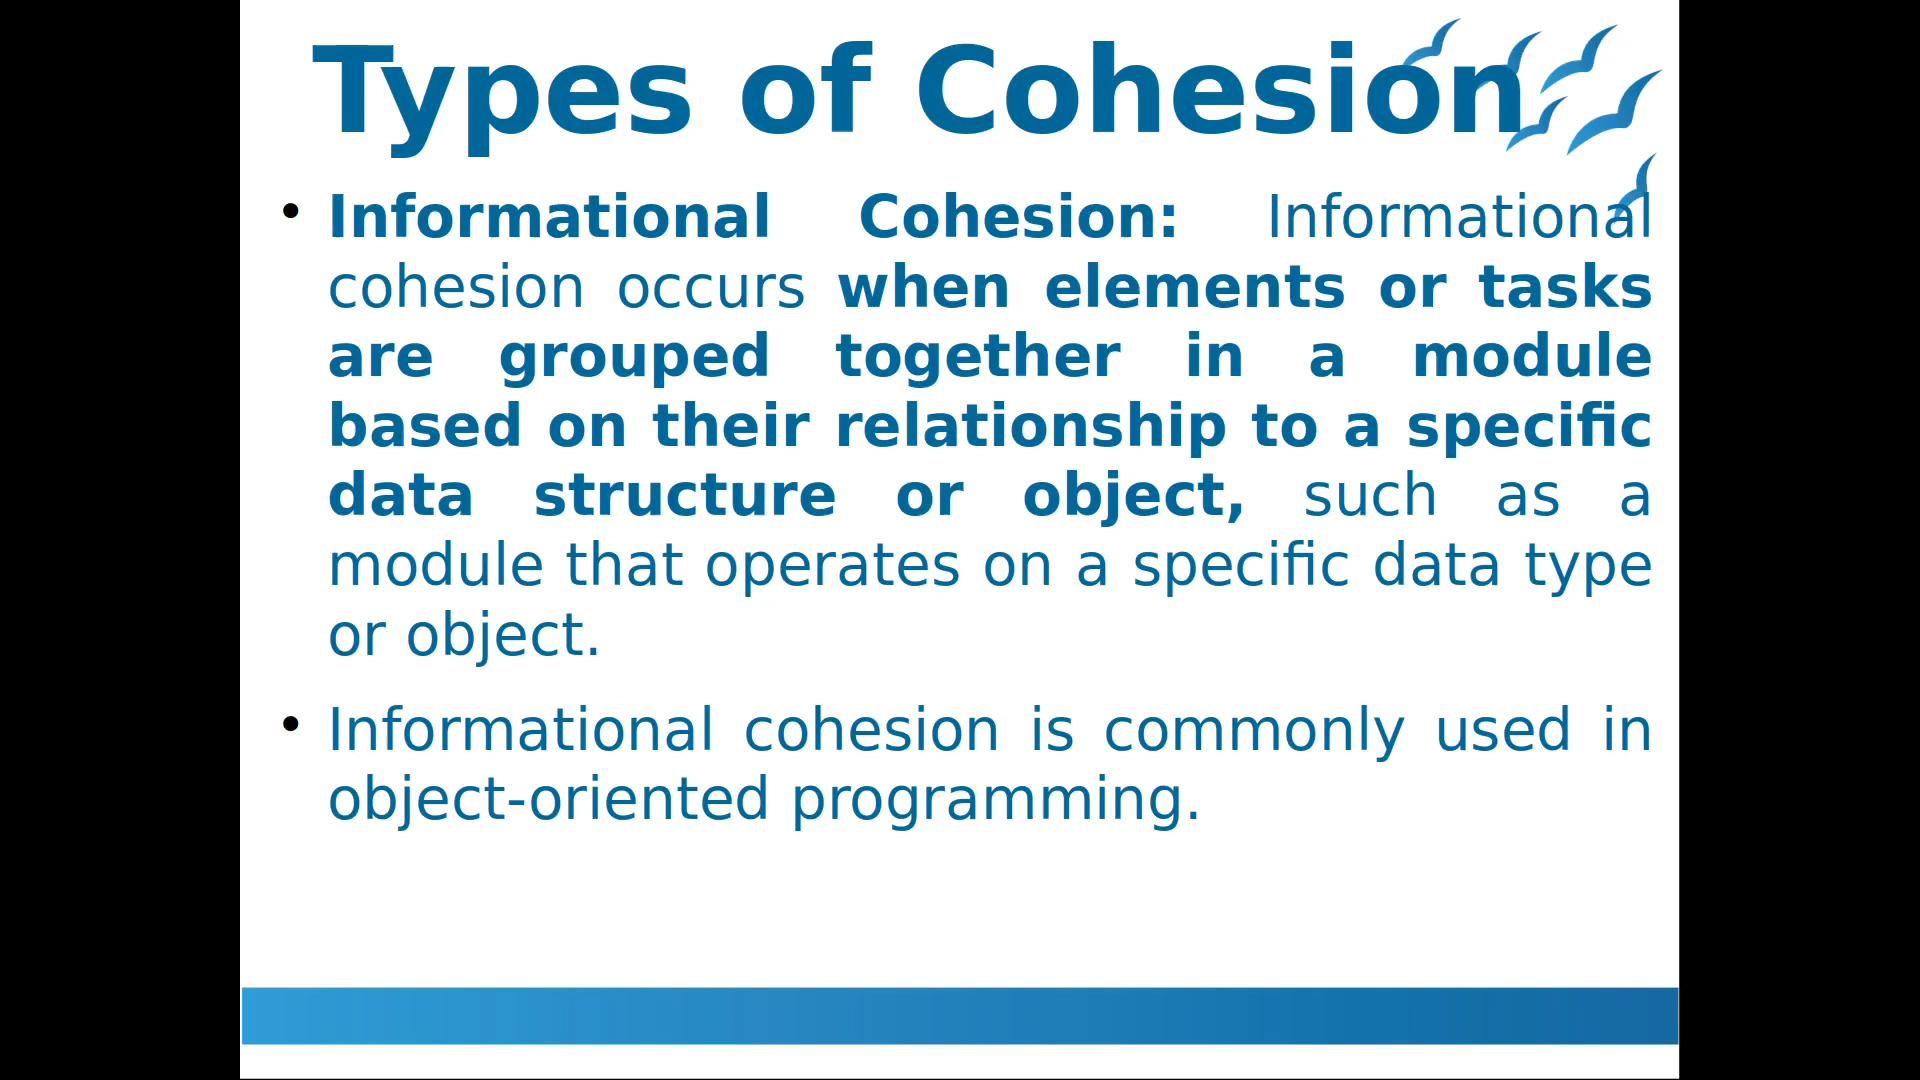 Types of Cohesion
• Informational Cohesion: Informational
cohesion occurs when elements or tasks
are grouped together in a module
based on their relationship to a specific
data structure or object, such as a
module that operates on a specific data type
or object.
• Informational cohesion is commonly used in
object-oriented programming.